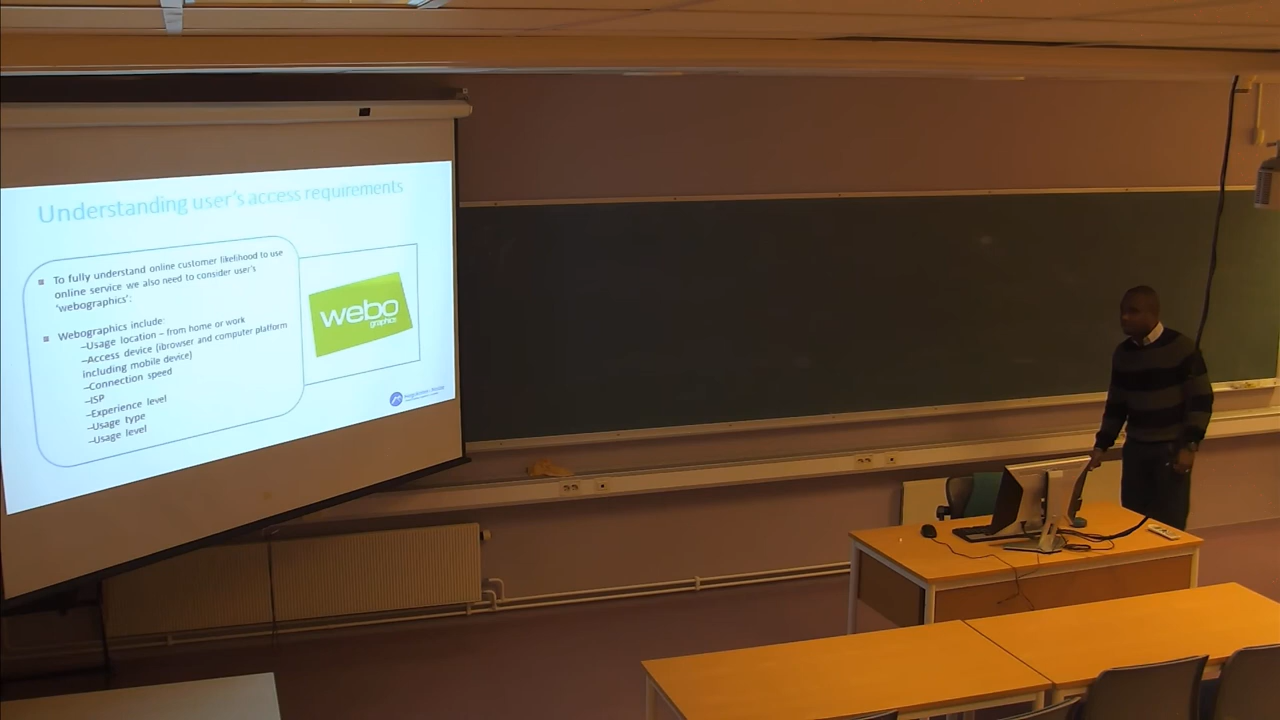 Understanding user's access requirements
▪ To fully understand online customer likelihood to use
online service we also need to consider user's
'webographics':
▪ Webographics include:
–Usage location – from home or work
–Access device (ibrowser and computer platform
including mobile device)
–Connection speed
–ISP
–Experience level
–Usage type
–Usage level
webo
graphics